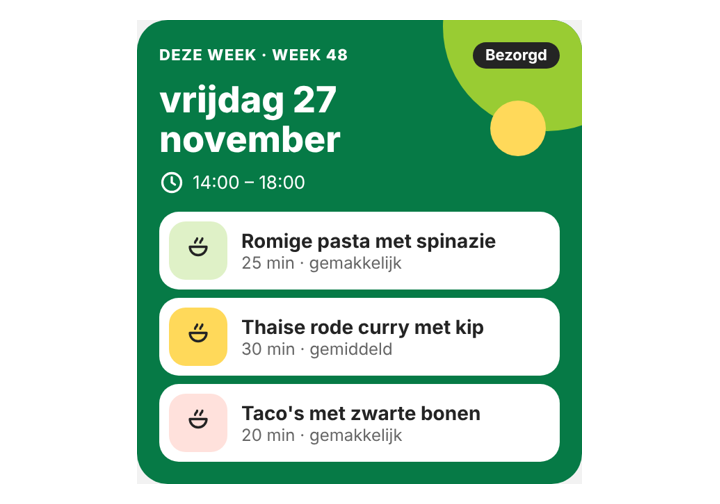 DEZE WEEK · WEEK 48
Bezorgd
vrijdag 27
november
14:00 – 18:00
Romige pasta met spinazie
25 min · gemakkelijk
Thaise rode curry met kip
30 min · gemiddeld
Taco's met zwarte bonen
20 min · gemakkelijk